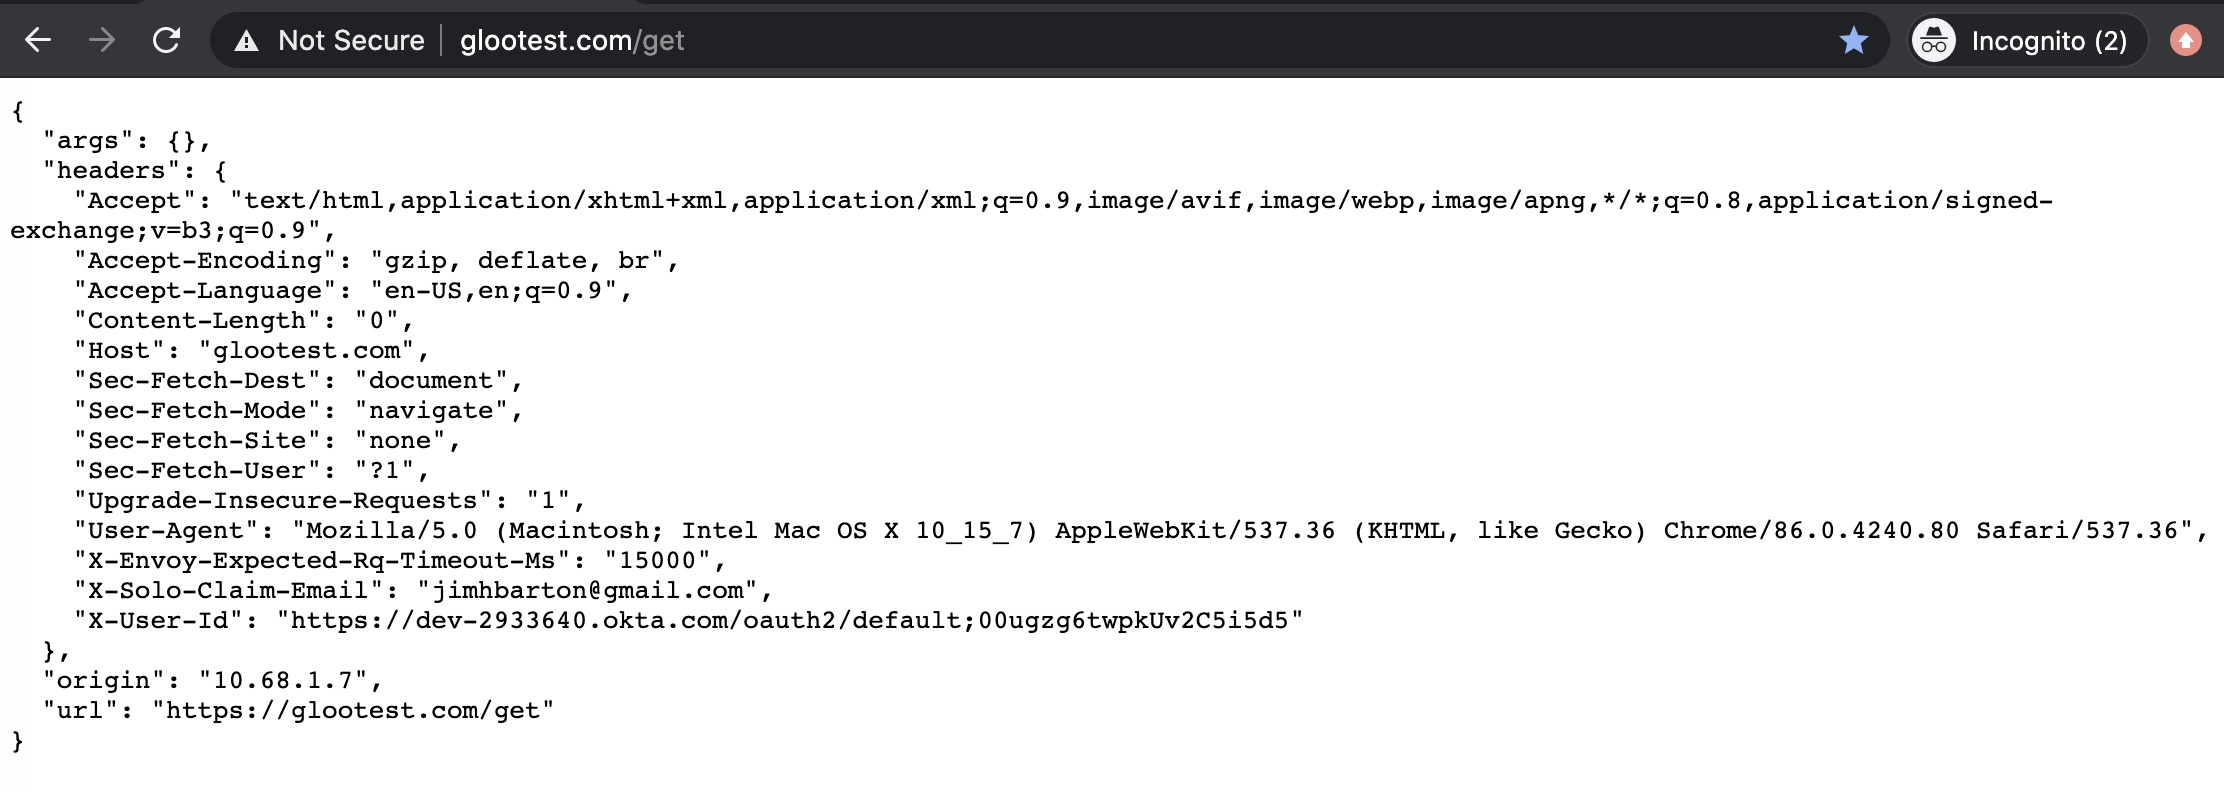 Not Secure glootest.com/get Incognito (2)
{
  "args": {},
  "headers": {
    "Accept": "text/html,application/xhtml+xml,application/xml;q=0.9,image/avif,image/webp,image/apng,*/*;q=0.8,application/signed-
exchange;v=b3;q=0.9",
    "Accept-Encoding": "gzip, deflate, br",
    "Accept-Language": "en-US,en;q=0.9",
    "Content-Length": "0",
    "Host": "glootest.com",
    "Sec-Fetch-Dest": "document",
    "Sec-Fetch-Mode": "navigate",
    "Sec-Fetch-Site": "none",
    "Sec-Fetch-User": "?1",
    "Upgrade-Insecure-Requests": "1",
    "User-Agent": "Mozilla/5.0 (Macintosh; Intel Mac OS X 10_15_7) AppleWebKit/537.36 (KHTML, like Gecko) Chrome/86.0.4240.80 Safari/537.36",
    "X-Envoy-Expected-Rq-Timeout-Ms": "15000",
    "X-Solo-Claim-Email": "jimhbarton@gmail.com",
    "X-User-Id": "https://dev-2933640.okta.com/oauth2/default;00ugzg6twpkUv2C5i5d5"
  },
  "origin": "10.68.1.7",
  "url": "https://glootest.com/get"
}